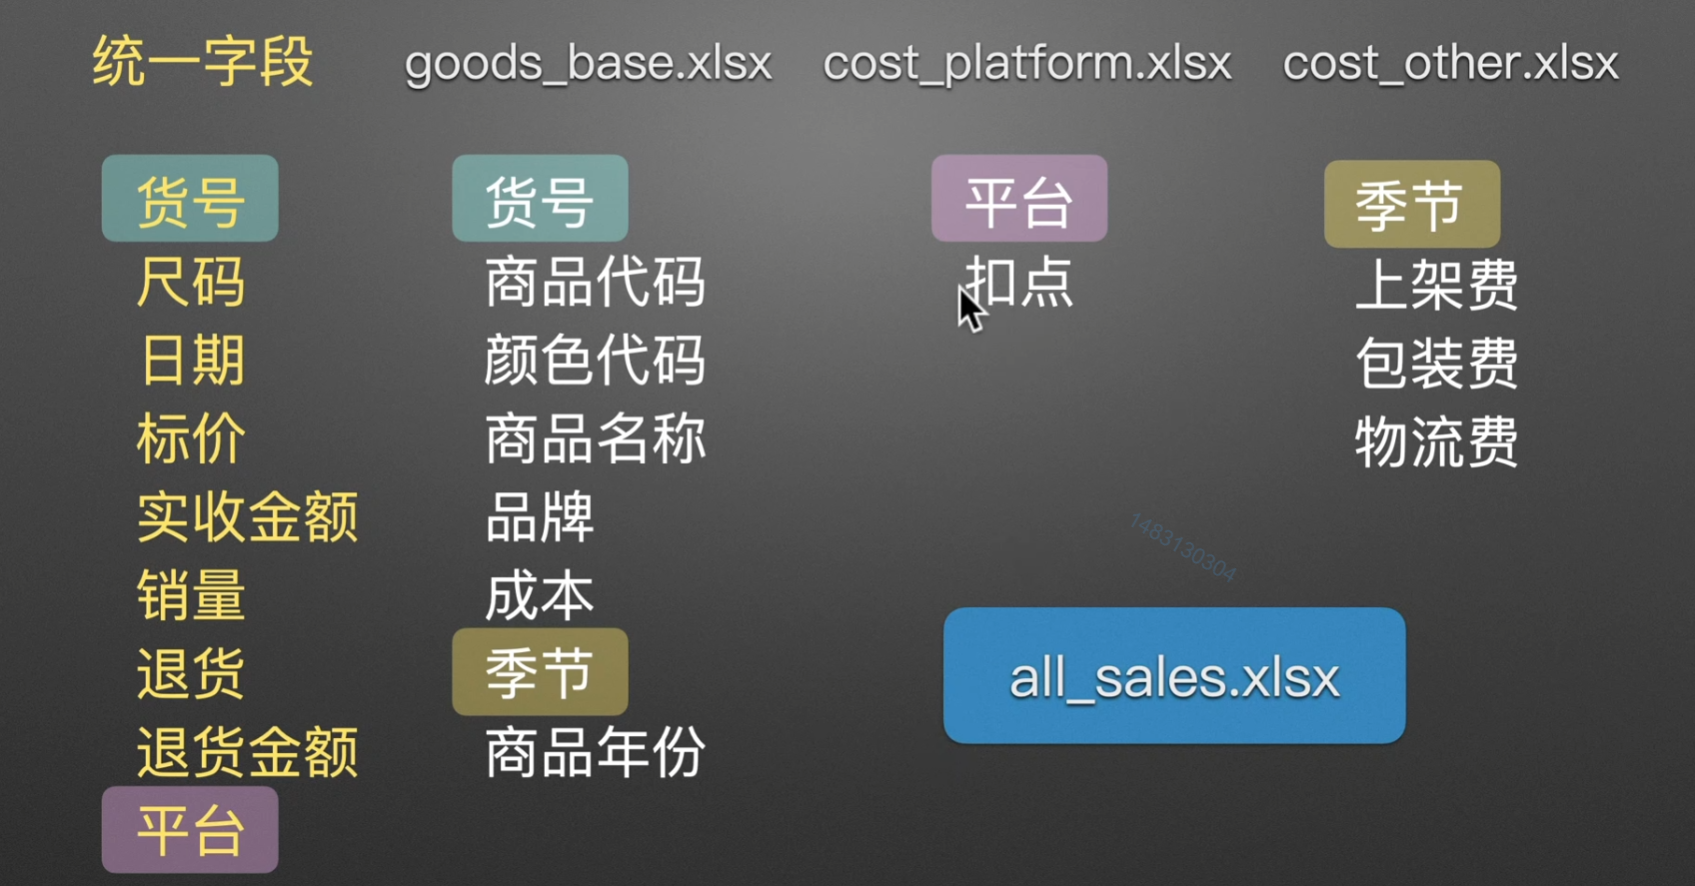 统一字段
货号
尺码
日期
标价
实收金额
销量
退货
退货金额
平台
goods_base.xlsx
货号
商品代码
颜色代码
商品名称
品牌
成本
季节
商品年份
cost_platform.xlsx
平台
扣点
cost_other.xlsx
季节
上架费
包装费
物流费
1483130304
all_sales.xlsx